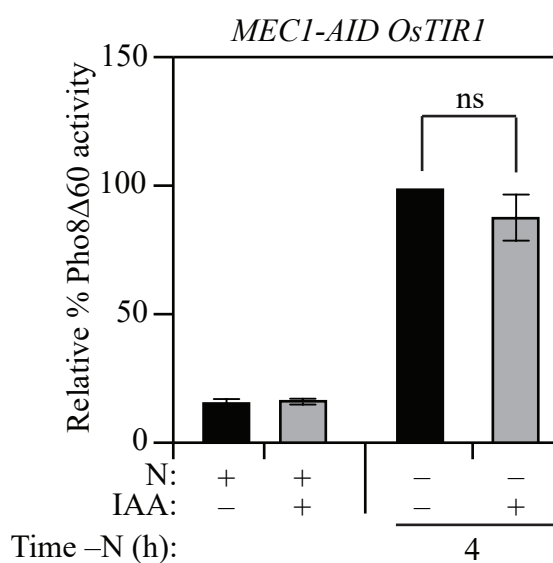 MEC1-AID OsTIR1
Relative % Pho8Δ60 activity
150
100
50
0
ns
N: + + – –
IAA: – + – +
Time –N (h): 4